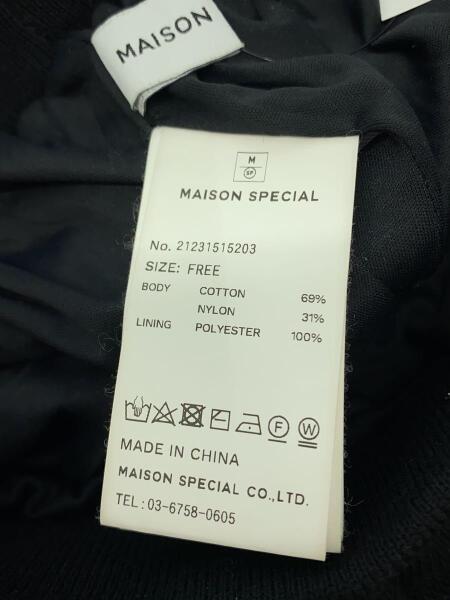 MAISON
M
SP
MAISON SPECIAL
No. 21231515203
SIZE: FREE
BODY COTTON 69%
NYLON 31%
LINING POLYESTER 100%
F W
MADE IN CHINA
MAISON SPECIAL CO.,LTD.
TEL:03-6758-0605